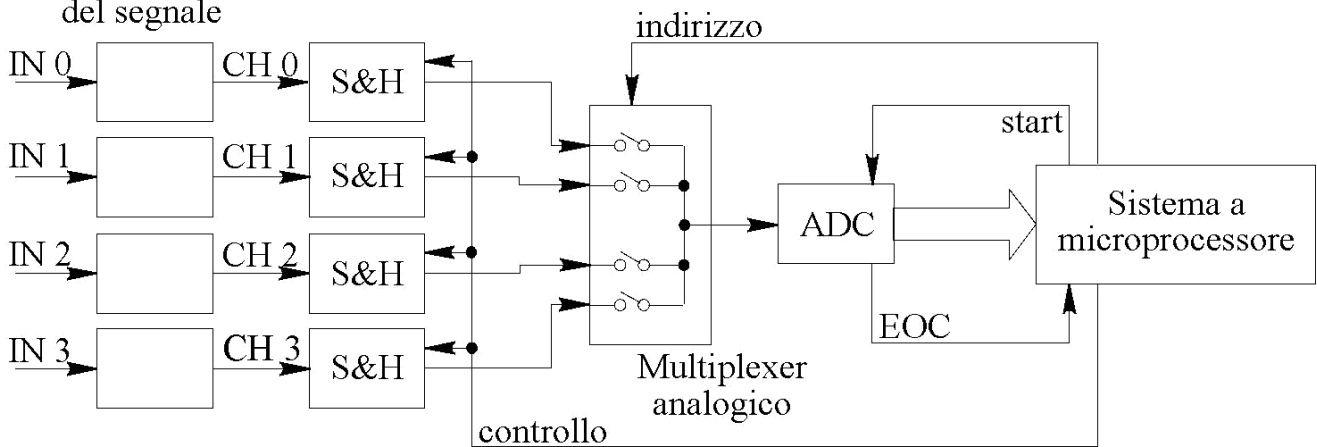 del segnale
indirizzo
IN 0
CH 0
S&H
start
IN 1
CH 1
S&H
ADC
Sistema a
microprocessore
IN 2
CH 2
S&H
EOC
IN 3
CH 3
S&H
Multiplexer
analogico
controllo